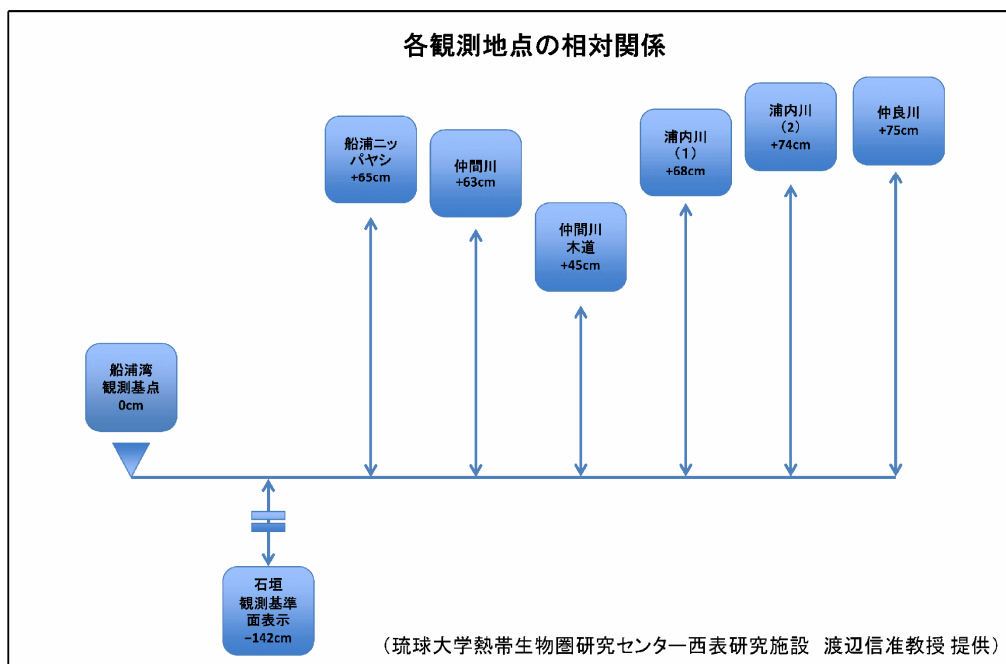 各観測地点の相対関係
船浦ニッ
パヤシ
+65cm
仲間川
+63cm
仲間川
木道
+45cm
浦内川
(1)
+68cm
浦内川
(2)
+74cm
仲良川
+75cm
船浦湾
観測基点
0cm
石垣
観測基準
面表示
−142cm
(琉球大学熱帯生物圏研究センター西表研究施設 渡辺信准教授 提供)